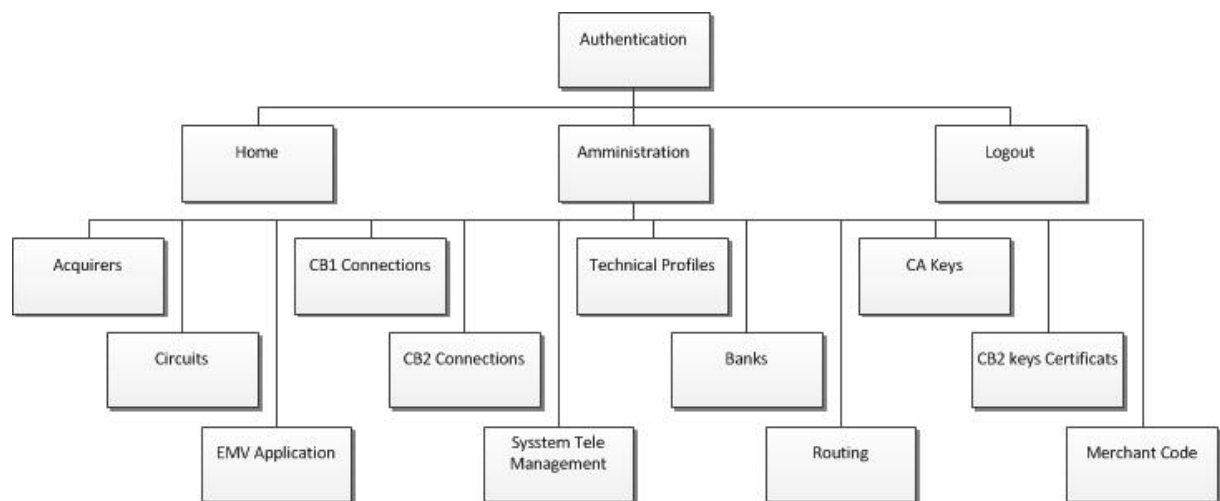 Authentication
Home
Amministration
Logout
Acquirers
CB1 Connections
Technical Profiles
CA Keys
Circuits
CB2 Connections
Banks
CB2 keys Certificats
EMV Application
Sysstem Tele
Management
Routing
Merchant Code